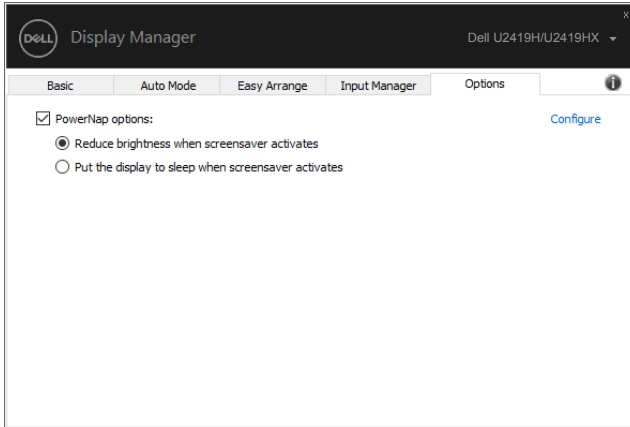 x
DELL Display Manager Dell U2419H/U2419HX
Basic Auto Mode Easy Arrange Input Manager Options i
PowerNap options: Configure
Reduce brightness when screensaver activates
Put the display to sleep when screensaver activates